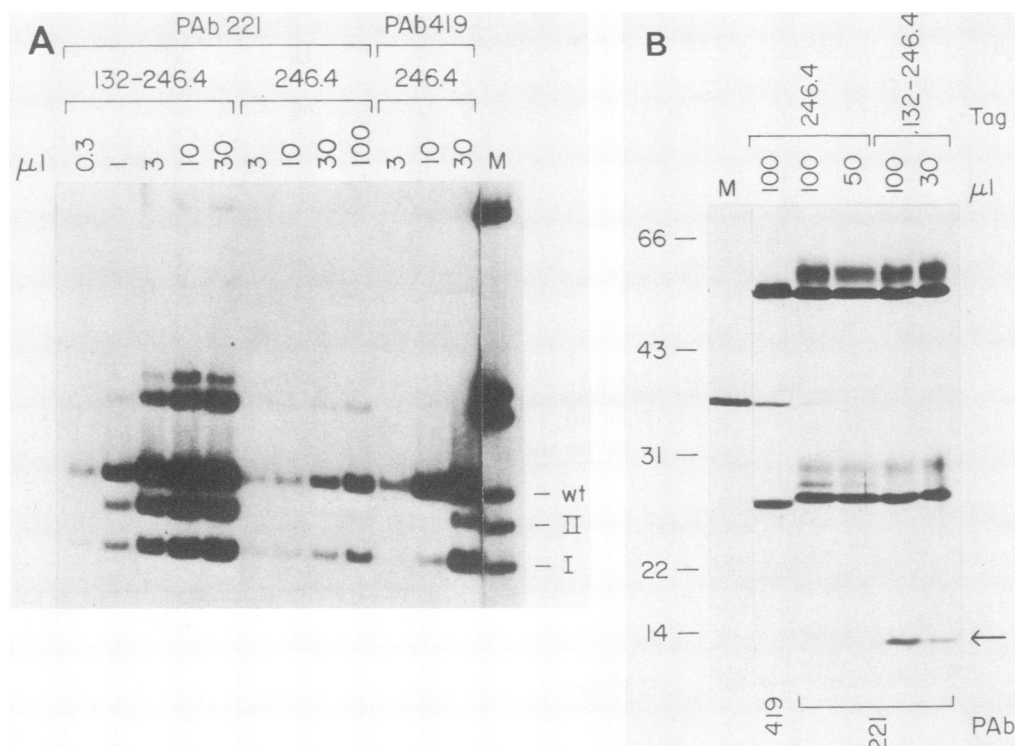 A
PAb 221 PAb419
132-246.4 246.4 246.4
μl 0.3 1 3 10 30 3 10 30 100 3 10 30 M
wt
II
I
B
246.4 132-246.4 Tag
M 100 100 50 100 30 μl
66
43
31
22
14
419 221 PAb